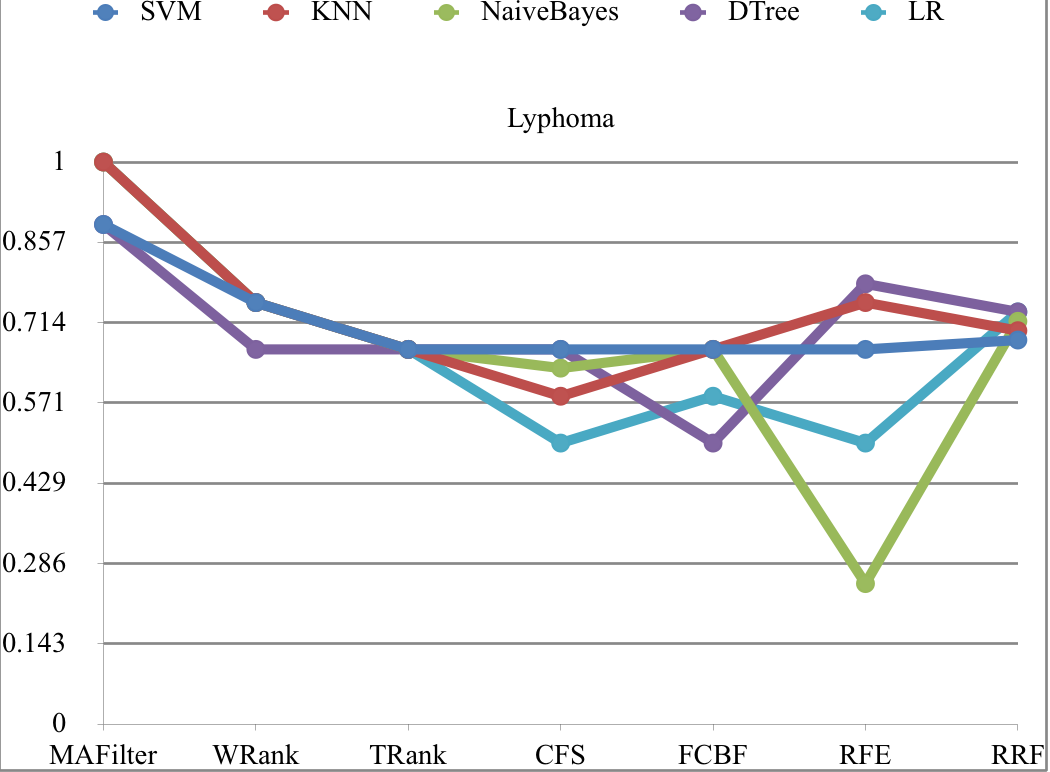 SVM KNN NaiveBayes DTree LR
Lyphoma
1
0.857
0.714
0.571
0.429
0.286
0.143
0
MAFilter WRank TRank CFS FCBF RFE RRF